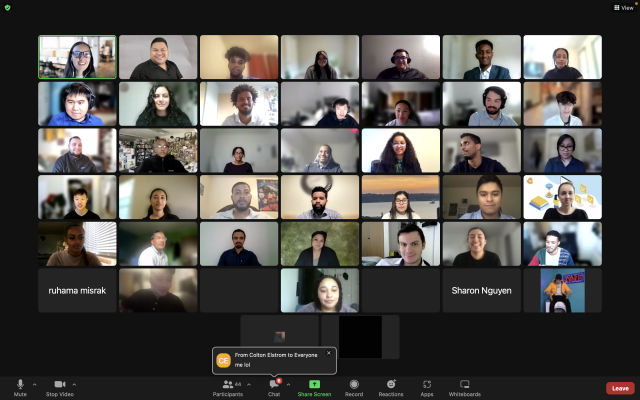 View
ruhama misrak
Sharon Nguyen
CE
From Colton Elstrom to Everyone
me lol
44
Mute
Stop Video
Participants
Chat
Share Screen
Record
Reactions
Apps
Whiteboards
Leave